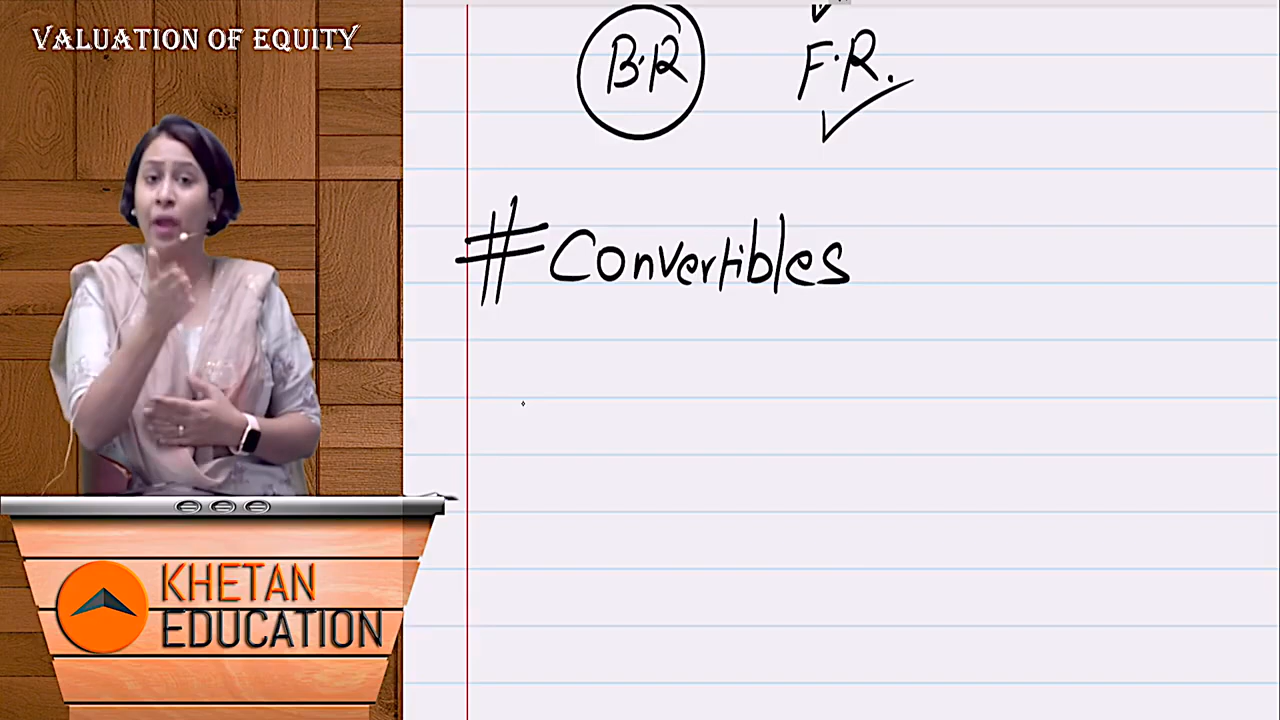 VALUATION OF EQUITY
B.R F.R.
# Convertibles
KHETAN
EDUCATION